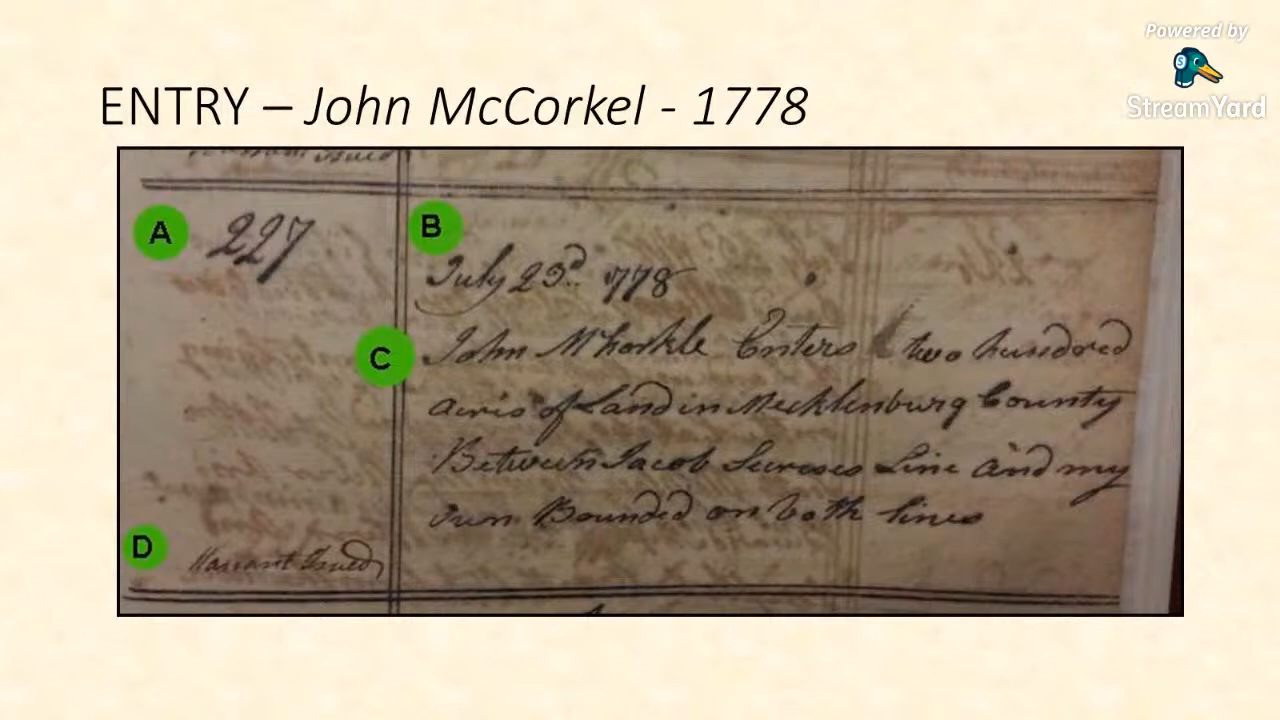 Powered by
StreamYard
ENTRY – John McCorkel - 1778
A
227
B
July 23d 1778
C
John McKorkle Enters two hundred
acres of Land in Mecklenburg County
Between Jacob Line and my
own Bounded on both lines
D
Warrant Issued